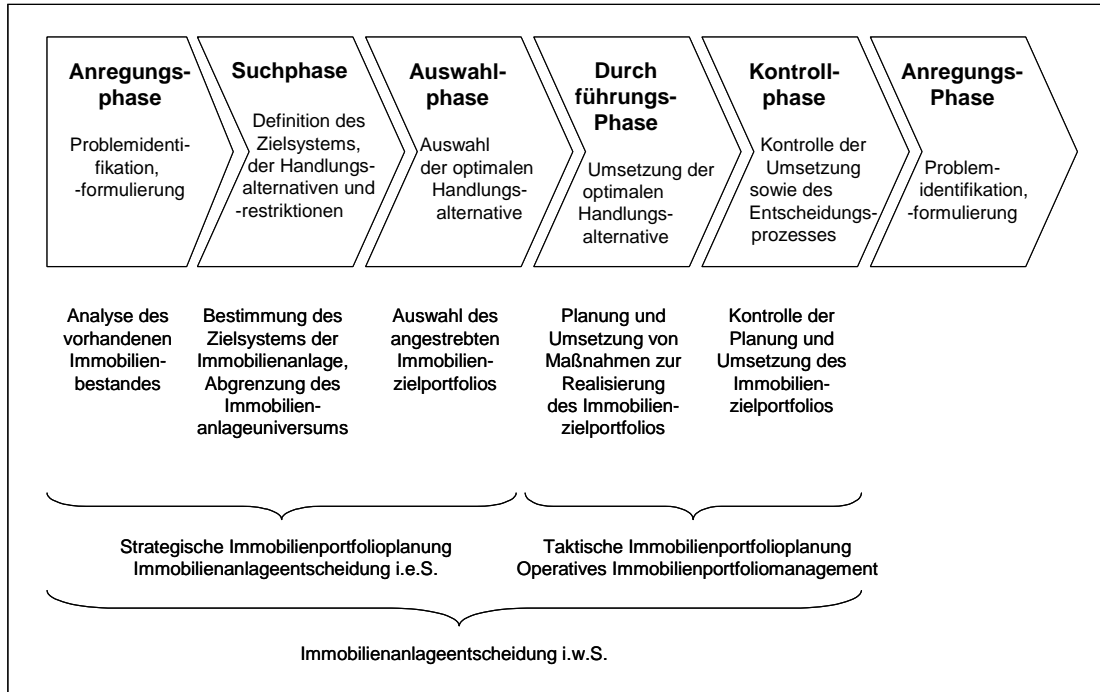 Anregungs-
phase
Problemidenti-
fikation,
-formulierung
Suchphase
Definition des
Zielsystems,
der Handlungs-
alternativen und
-restriktionen
Auswahl-
phase
Auswahl
der optimalen
Handlungs-
alternative
Durch
führungs-
Phase
Umsetzung der
optimalen
Handlungs-
alternative
Kontroll-
phase
Kontrolle der
Umsetzung
sowie des
Entscheidungs-
prozesses
Anregungs-
Phase
Problem-
identifikation,
-formulierung
Analyse des
vorhandenen
Immobilien-
bestandes
Bestimmung des
Zielsystems der
Immobilienanlage,
Abgrenzung des
Immobilien-
anlageuniversums
Auswahl des
angestrebten
Immobilien-
zielportfolios
Planung und
Umsetzung von
Maßnahmen zur
Realisierung
des Immobilien-
zielportfolios
Kontrolle der
Planung und
Umsetzung des
Immobilien-
zielportfolios
Strategische Immobilienportfolioplanung
Immobilienanlageentscheidung i.e.S.
Taktische Immobilienportfolioplanung
Operatives Immobilienportfoliomanagement
Immobilienanlageentscheidung i.w.S.